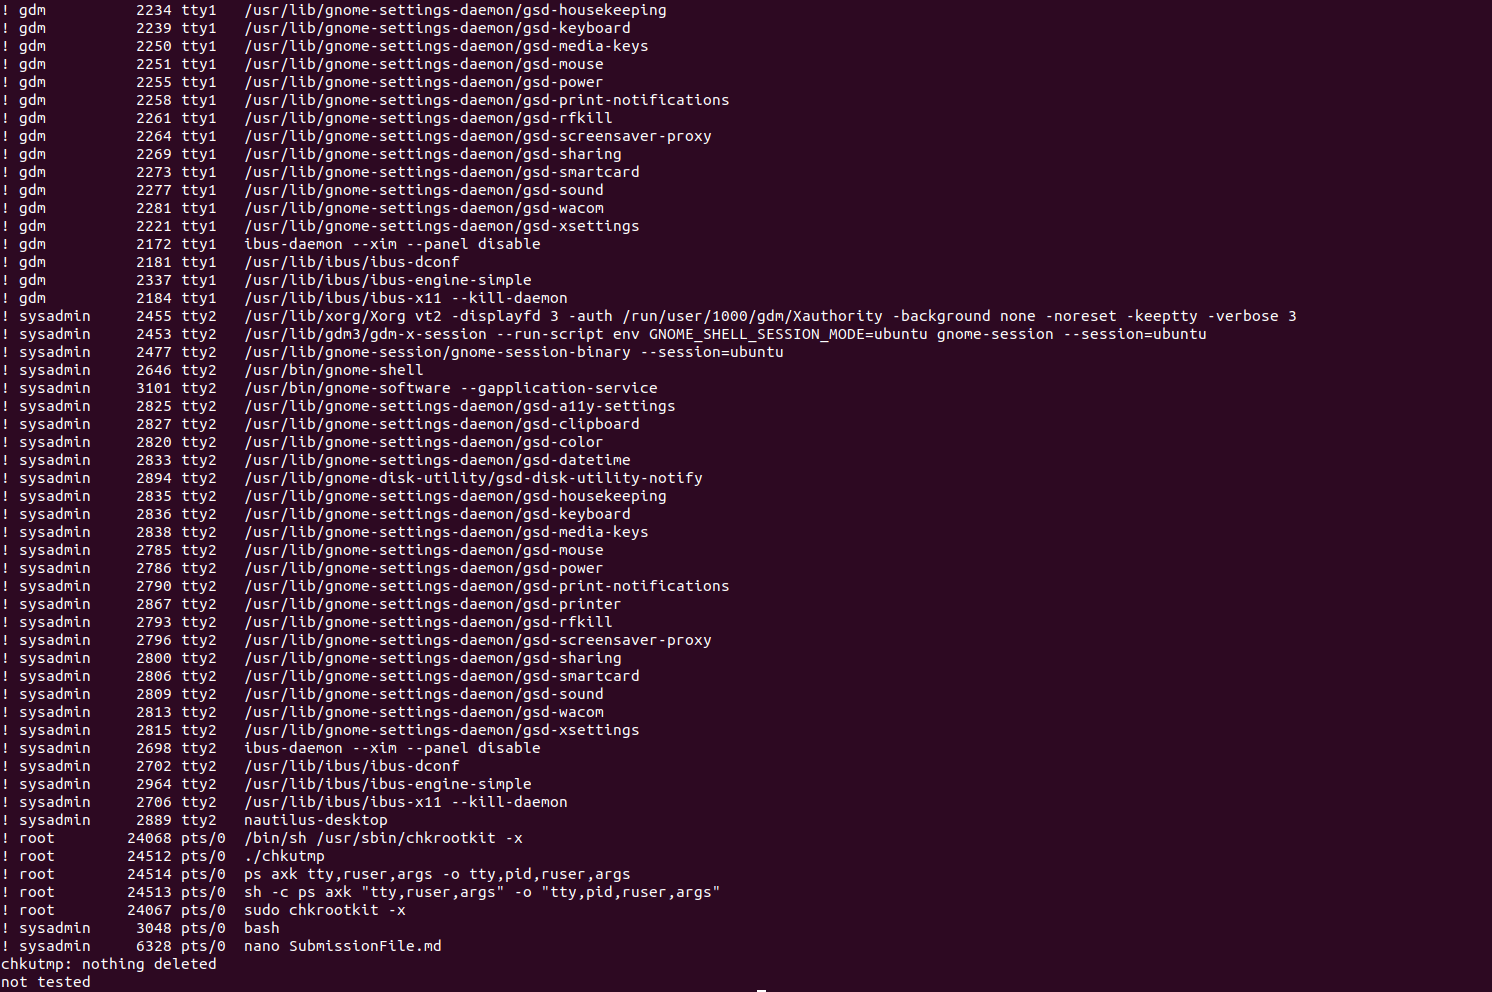 ! gdm          2234 tty1   /usr/lib/gnome-settings-daemon/gsd-housekeeping
! gdm          2239 tty1   /usr/lib/gnome-settings-daemon/gsd-keyboard
! gdm          2250 tty1   /usr/lib/gnome-settings-daemon/gsd-media-keys
! gdm          2251 tty1   /usr/lib/gnome-settings-daemon/gsd-mouse
! gdm          2255 tty1   /usr/lib/gnome-settings-daemon/gsd-power
! gdm          2258 tty1   /usr/lib/gnome-settings-daemon/gsd-print-notifications
! gdm          2261 tty1   /usr/lib/gnome-settings-daemon/gsd-rfkill
! gdm          2264 tty1   /usr/lib/gnome-settings-daemon/gsd-screensaver-proxy
! gdm          2269 tty1   /usr/lib/gnome-settings-daemon/gsd-sharing
! gdm          2273 tty1   /usr/lib/gnome-settings-daemon/gsd-smartcard
! gdm          2277 tty1   /usr/lib/gnome-settings-daemon/gsd-sound
! gdm          2281 tty1   /usr/lib/gnome-settings-daemon/gsd-wacom
! gdm          2221 tty1   /usr/lib/gnome-settings-daemon/gsd-xsettings
! gdm          2172 tty1   ibus-daemon --xim --panel disable
! gdm          2181 tty1   /usr/lib/ibus/ibus-dconf
! gdm          2337 tty1   /usr/lib/ibus/ibus-engine-simple
! gdm          2184 tty1   /usr/lib/ibus/ibus-x11 --kill-daemon
! sysadmin     2455 tty2   /usr/lib/xorg/Xorg vt2 -displayfd 3 -auth /run/user/1000/gdm/Xauthority -background none -noreset -keeptty -verbose 3
! sysadmin     2453 tty2   /usr/lib/gdm3/gdm-x-session --run-script env GNOME_SHELL_SESSION_MODE=ubuntu gnome-session --session=ubuntu
! sysadmin     2477 tty2   /usr/lib/gnome-session/gnome-session-binary --session=ubuntu
! sysadmin     2646 tty2   /usr/bin/gnome-shell
! sysadmin     3101 tty2   /usr/bin/gnome-software --gapplication-service
! sysadmin     2825 tty2   /usr/lib/gnome-settings-daemon/gsd-a11y-settings
! sysadmin     2827 tty2   /usr/lib/gnome-settings-daemon/gsd-clipboard
! sysadmin     2820 tty2   /usr/lib/gnome-settings-daemon/gsd-color
! sysadmin     2833 tty2   /usr/lib/gnome-settings-daemon/gsd-datetime
! sysadmin     2894 tty2   /usr/lib/gnome-disk-utility/gsd-disk-utility-notify
! sysadmin     2835 tty2   /usr/lib/gnome-settings-daemon/gsd-housekeeping
! sysadmin     2836 tty2   /usr/lib/gnome-settings-daemon/gsd-keyboard
! sysadmin     2838 tty2   /usr/lib/gnome-settings-daemon/gsd-media-keys
! sysadmin     2785 tty2   /usr/lib/gnome-settings-daemon/gsd-mouse
! sysadmin     2786 tty2   /usr/lib/gnome-settings-daemon/gsd-power
! sysadmin     2790 tty2   /usr/lib/gnome-settings-daemon/gsd-print-notifications
! sysadmin     2867 tty2   /usr/lib/gnome-settings-daemon/gsd-printer
! sysadmin     2793 tty2   /usr/lib/gnome-settings-daemon/gsd-rfkill
! sysadmin     2796 tty2   /usr/lib/gnome-settings-daemon/gsd-screensaver-proxy
! sysadmin     2800 tty2   /usr/lib/gnome-settings-daemon/gsd-sharing
! sysadmin     2806 tty2   /usr/lib/gnome-settings-daemon/gsd-smartcard
! sysadmin     2809 tty2   /usr/lib/gnome-settings-daemon/gsd-sound
! sysadmin     2813 tty2   /usr/lib/gnome-settings-daemon/gsd-wacom
! sysadmin     2815 tty2   /usr/lib/gnome-settings-daemon/gsd-xsettings
! sysadmin     2698 tty2   ibus-daemon --xim --panel disable
! sysadmin     2702 tty2   /usr/lib/ibus/ibus-dconf
! sysadmin     2964 tty2   /usr/lib/ibus/ibus-engine-simple
! sysadmin     2706 tty2   /usr/lib/ibus/ibus-x11 --kill-daemon
! sysadmin     2889 tty2   nautilus-desktop
! root        24068 pts/0  /bin/sh /usr/sbin/chkrootkit -x
! root        24512 pts/0  ./chkutmp
! root        24514 pts/0  ps axk tty,ruser,args -o tty,pid,ruser,args
! root        24513 pts/0  sh -c ps axk "tty,ruser,args" -o "tty,pid,ruser,args"
! root        24067 pts/0  sudo chkrootkit -x
! sysadmin     3048 pts/0  bash
! sysadmin     6328 pts/0  nano SubmissionFile.md
chkutmp: nothing deleted
not tested